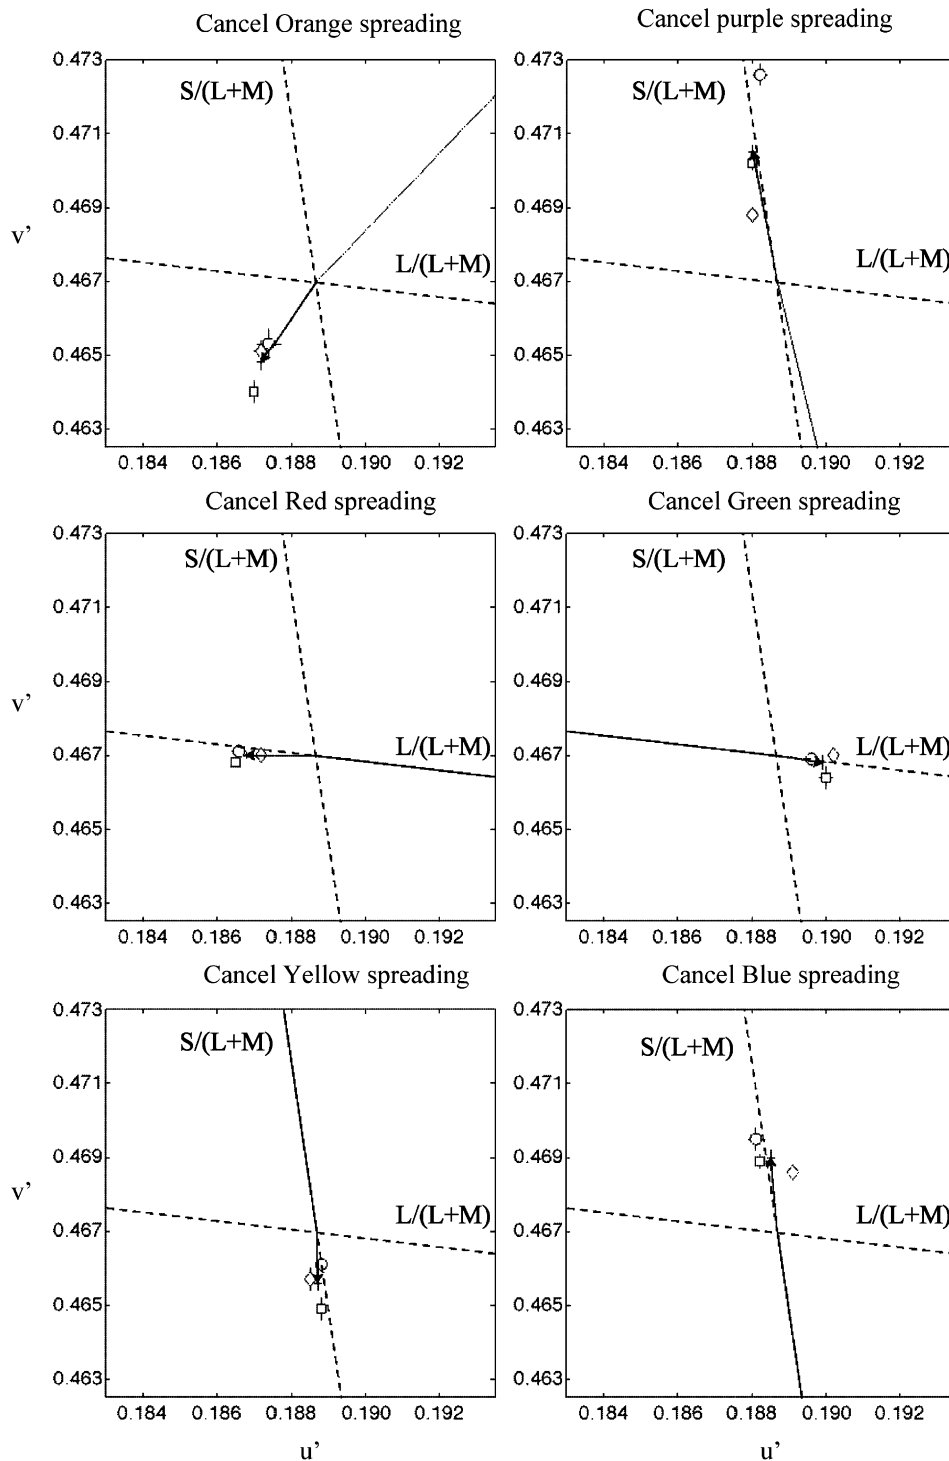 Cancel Orange spreading
Cancel purple spreading
0.473
S/(L+M)
0.471
0.469
v'
L/(L+M)
0.467
0.465
0.463
0.184 0.186 0.188 0.190 0.192
0.473
S/(L+M)
0.471
0.469
L/(L+M)
0.467
0.465
0.463
0.184 0.186 0.188 0.190 0.192
Cancel Red spreading
Cancel Green spreading
0.473
S/(L+M)
0.471
0.469
v'
L/(L+M)
0.467
0.465
0.463
0.184 0.186 0.188 0.190 0.192
0.473
S/(L+M)
0.471
0.469
L/(L+M)
0.467
0.465
0.463
0.184 0.186 0.188 0.190 0.192
Cancel Yellow spreading
Cancel Blue spreading
0.473
S/(L+M)
0.471
0.469
v'
L/(L+M)
0.467
0.465
0.463
0.184 0.186 0.188 0.190 0.192
u'
0.473
S/(L+M)
0.471
0.469
L/(L+M)
0.467
0.465
0.463
0.184 0.186 0.188 0.190 0.192
u'